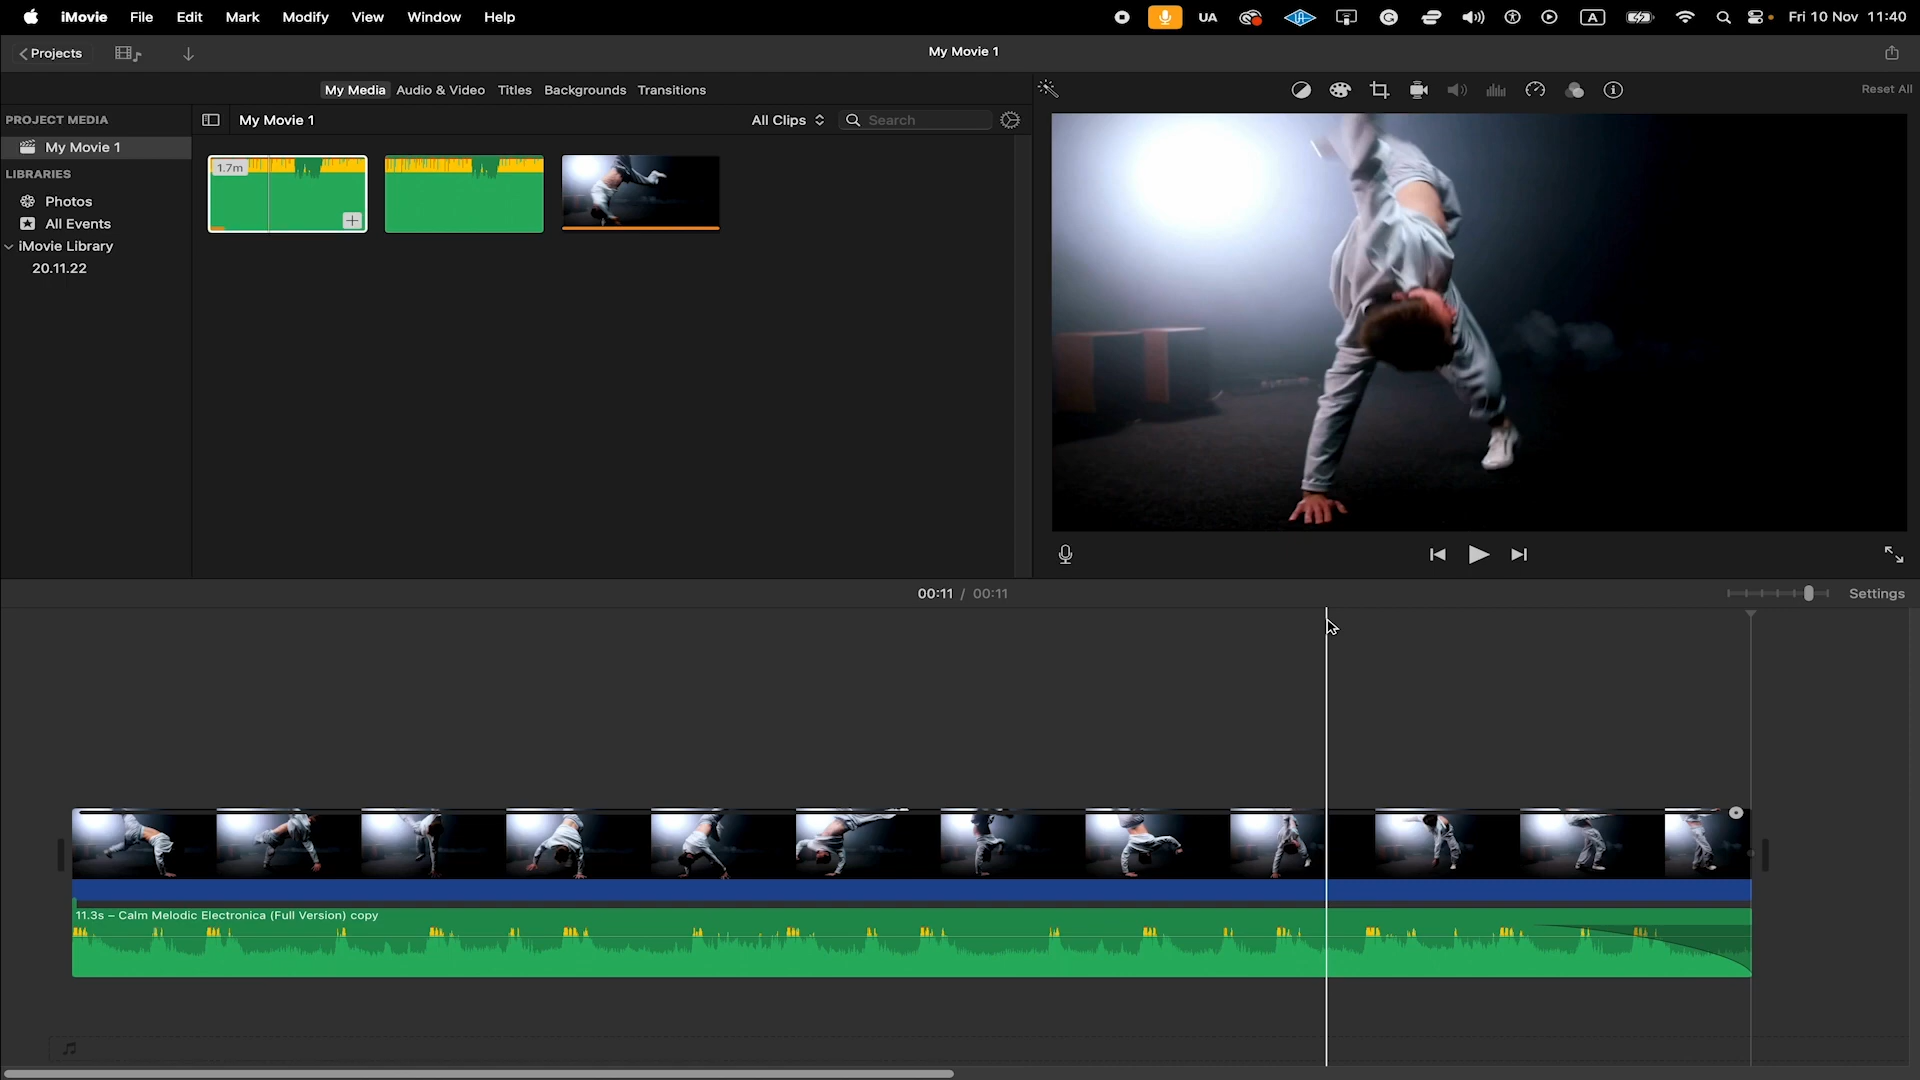 iMovie File Edit Mark Modify View Window Help UA A Fri 10 Nov 11:40
Projects My Movie 1
My Media Audio & Video Titles Backgrounds Transitions Reset All
PROJECT MEDIA My Movie 1 All Clips Search
My Movie 1
LIBRARIES
1.7m
Photos
All Events
iMovie Library
20.11.22
00:11 / 00:11 Settings
11.3s – Calm Melodic Electronica (Full Version) copy